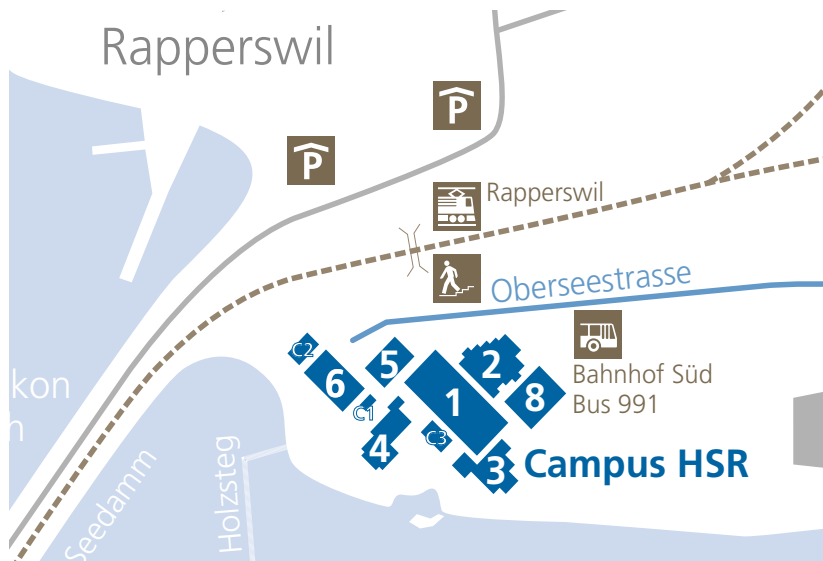 Rapperswil
P
P
Rapperswil
Oberseestrasse
Bahnhof Süd
Bus 991
C2
5
2
6
1
8
C1
C3
4
3
Campus HSR
kon
h
Seedamm
Holzsteg